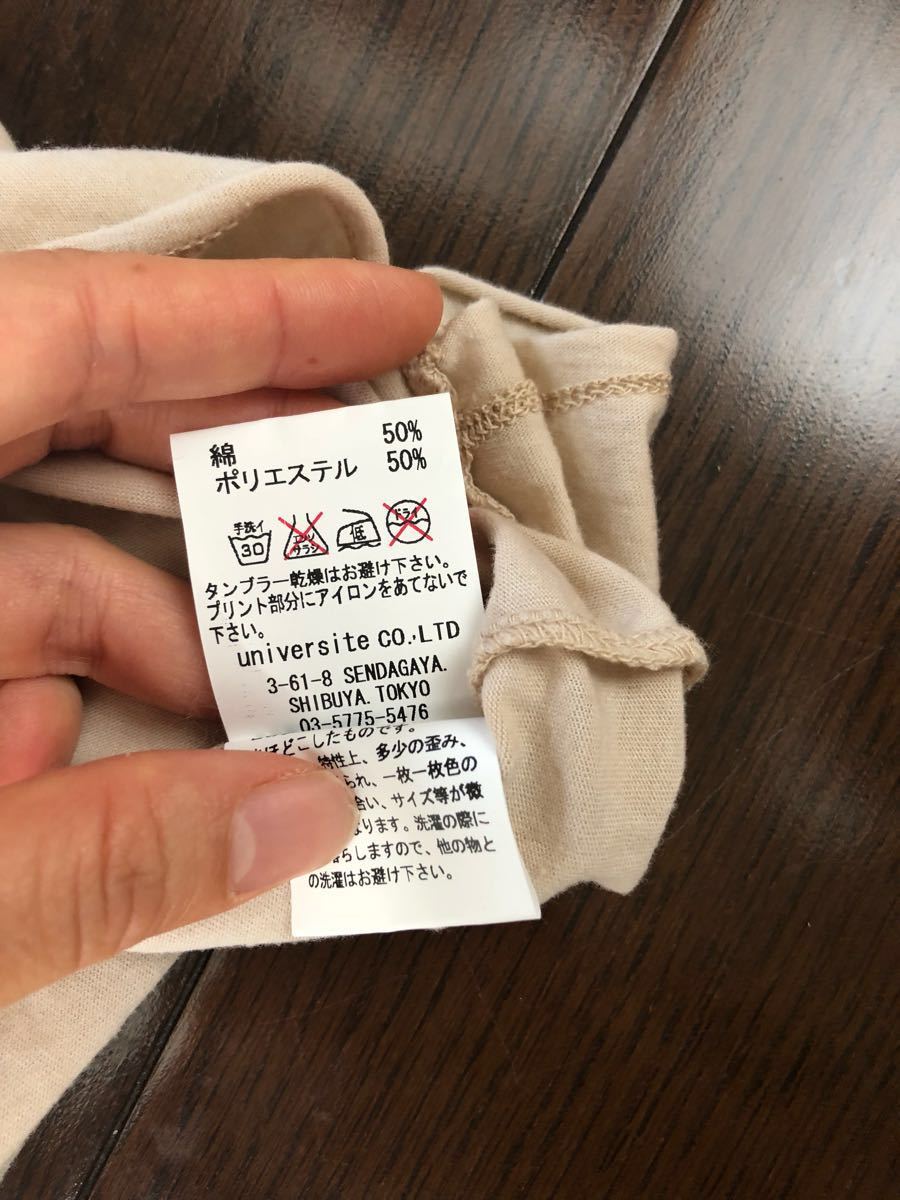 綿 50%
ポリエステル 50%
手洗イ 30 エンソサラシ 低 ドライ
タンブラー乾燥はお避け下さい。
プリント部分にアイロンをあてないで
下さい。
universite CO.,LTD
3-61-8 SENDAGAYA.
SHIBUYA.TOKYO
03-5775-5476
ほどこしたものです。
特性上、多少の歪み、
られ、一枚一枚色の
合い、サイズ等が微
なります。洗濯の際に
落らしますので、他の物と
の洗濯はお避け下さい。